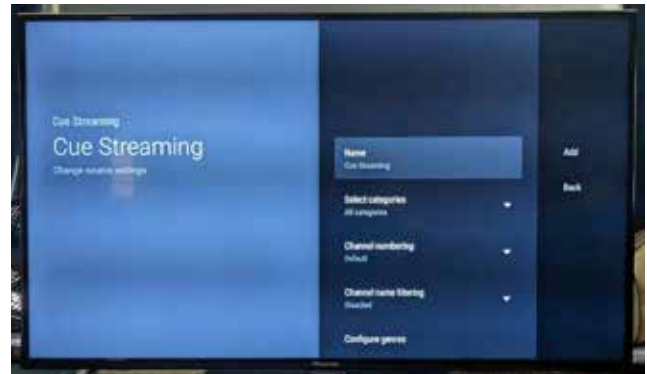 Cue Streaming
Cue Streaming
Change source settings
Name
Cue Streaming
Select categories
All categories
Channel numbering
Default
Channel name filtering
Disabled
Configure genres
Add
Back